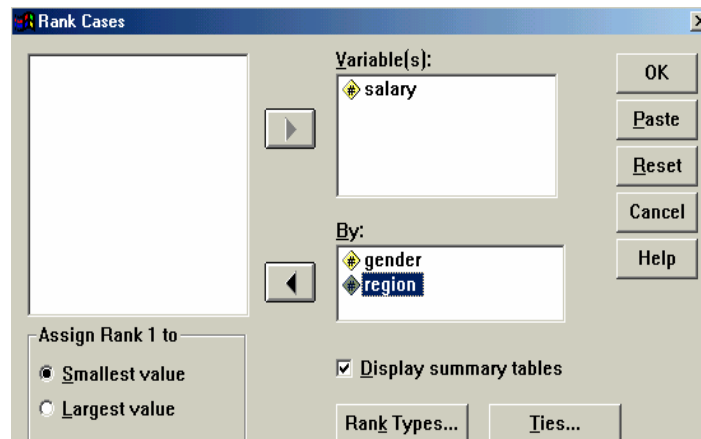 Rank Cases
Variable(s):
# salary
By:
# gender
# region
OK
Paste
Reset
Cancel
Help
Assign Rank 1 to
Smallest value
Largest value
Display summary tables
Rank Types...
Ties...